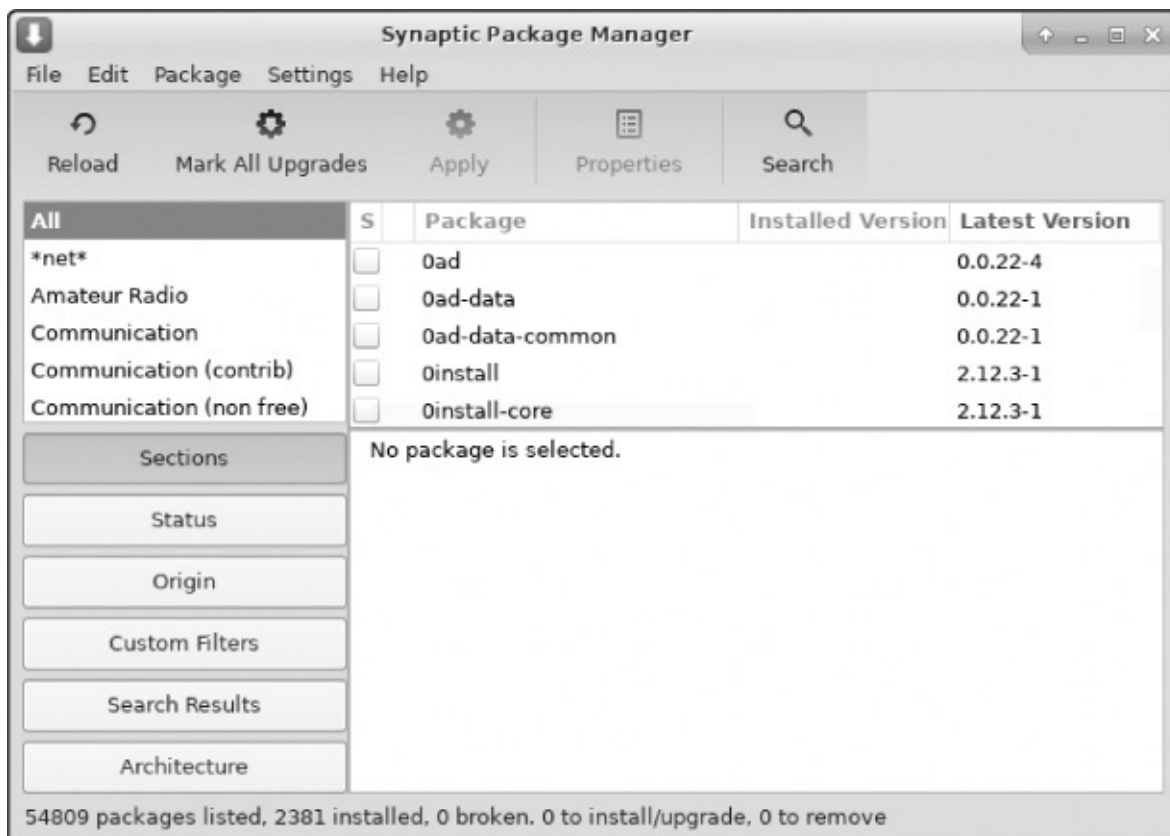 Synaptic Package Manager
File Edit Package Settings Help
Reload Mark All Upgrades Apply Properties Search
All
*net*
Amateur Radio
Communication
Communication (contrib)
Communication (non free)
S Package Installed Version Latest Version
0ad 0.0.22-4
0ad-data 0.0.22-1
0ad-data-common 0.0.22-1
0install 2.12.3-1
0install-core 2.12.3-1
Sections
Status
Origin
Custom Filters
Search Results
Architecture
No package is selected.
54809 packages listed, 2381 installed, 0 broken. 0 to install/upgrade, 0 to remove